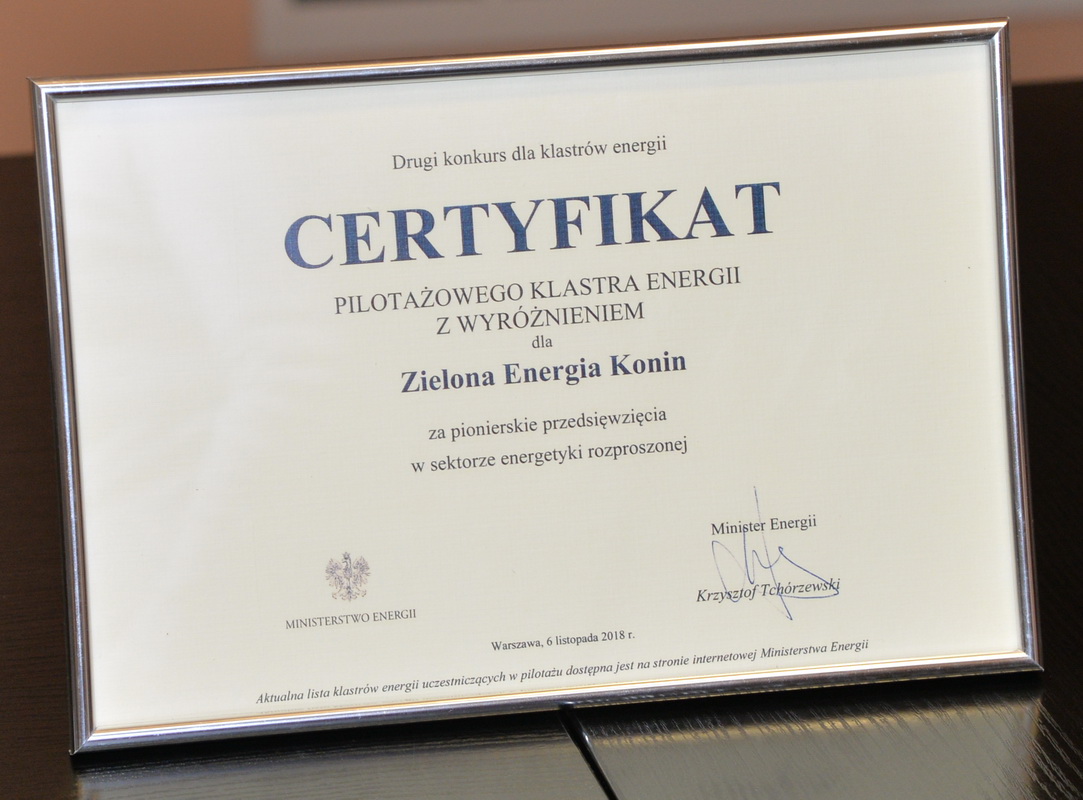 Drugi konkurs dla klastrów energii
CERTYFIKAT
PILOTAŻOWEGO KLASTRA ENERGII
Z WYRÓŻNIENIEM
dla
Zielona Energia Konin
za pionierskie przedsięwzięcia
w sektorze energetyki rozproszonej
Minister Energii
Krzysztof Tchórzewski
MINISTERSTWO ENERGII
Warszawa, 6 listopada 2018 r.
Aktualna lista klastrów energii uczestniczących w pilotażu dostępna jest na stronie internetowej Ministerstwa Energii